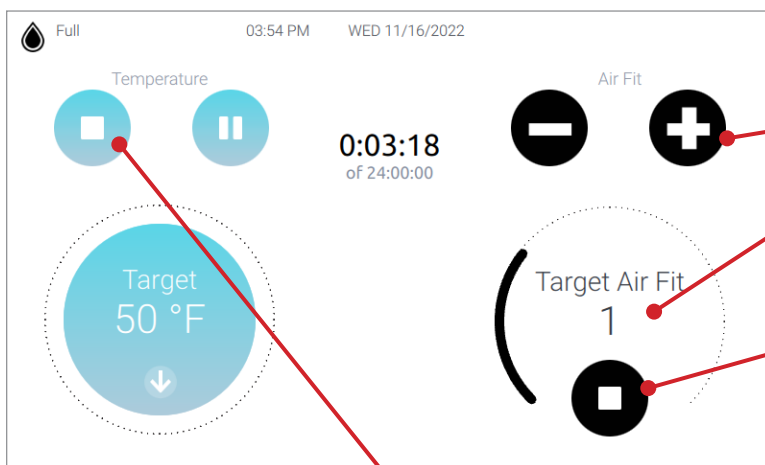 Full
03:54 PM
WED 11/16/2022
Temperature
Air Fit
0:03:18
of 24:00:00
Target
50 °F
Target Air Fit
1